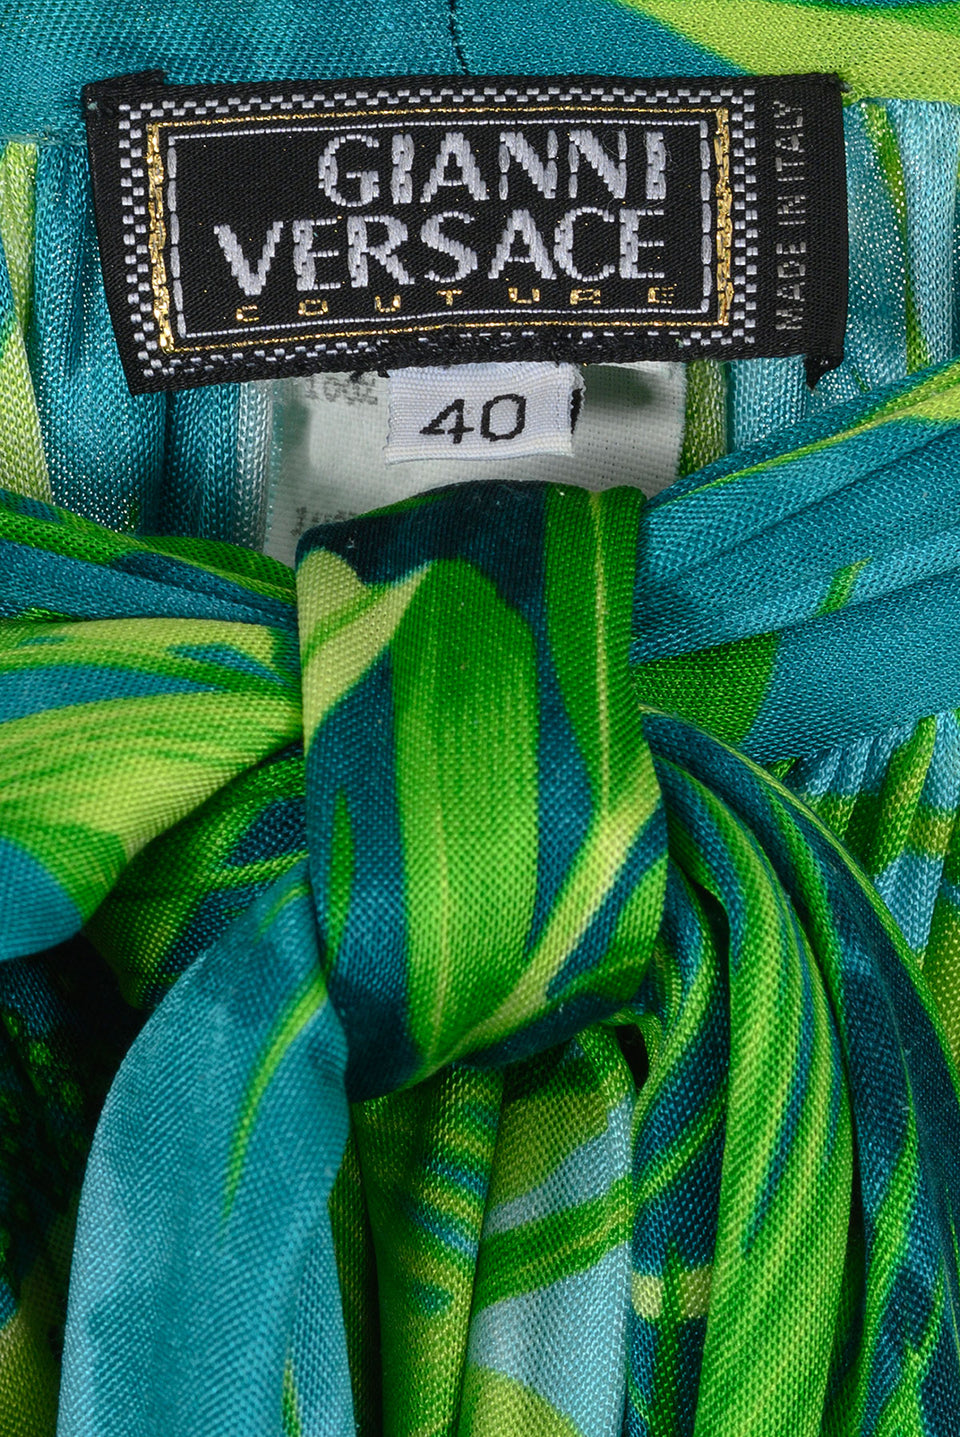 GIANNI
VERSACE
COUTURE
MADE IN ITALY
40